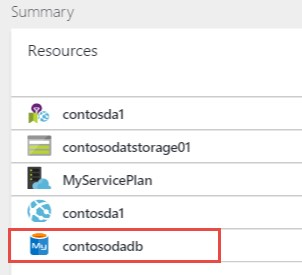 Summary
Resources
contosda1
contosodatstorage01
MyServicePlan
contosda1
My contosodadb